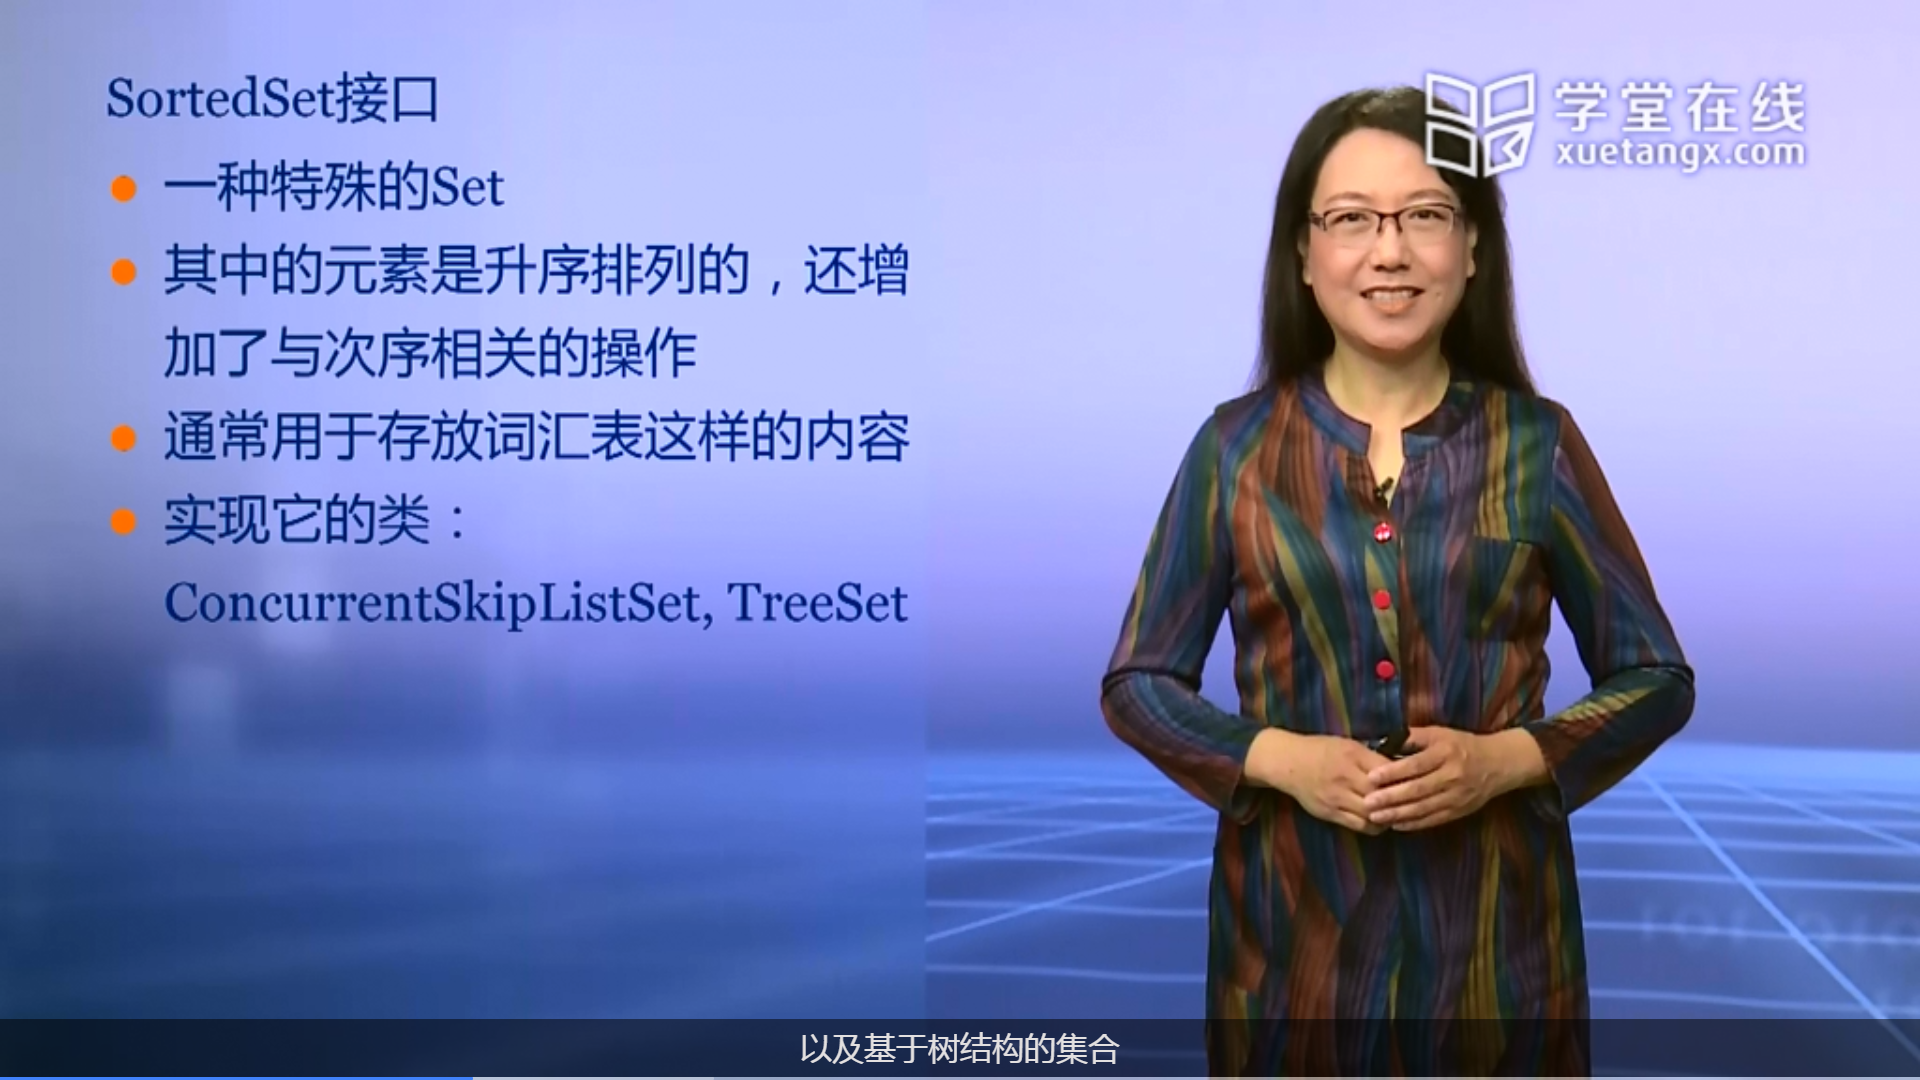 SortedSet接口
一种特殊的Set
其中的元素是升序排列的，还增
加了与次序相关的操作
通常用于存放词汇表这样的内容
实现它的类：
ConcurrentSkipListSet, TreeSet
学堂在线
xuetangx.com
以及基于树结构的集合